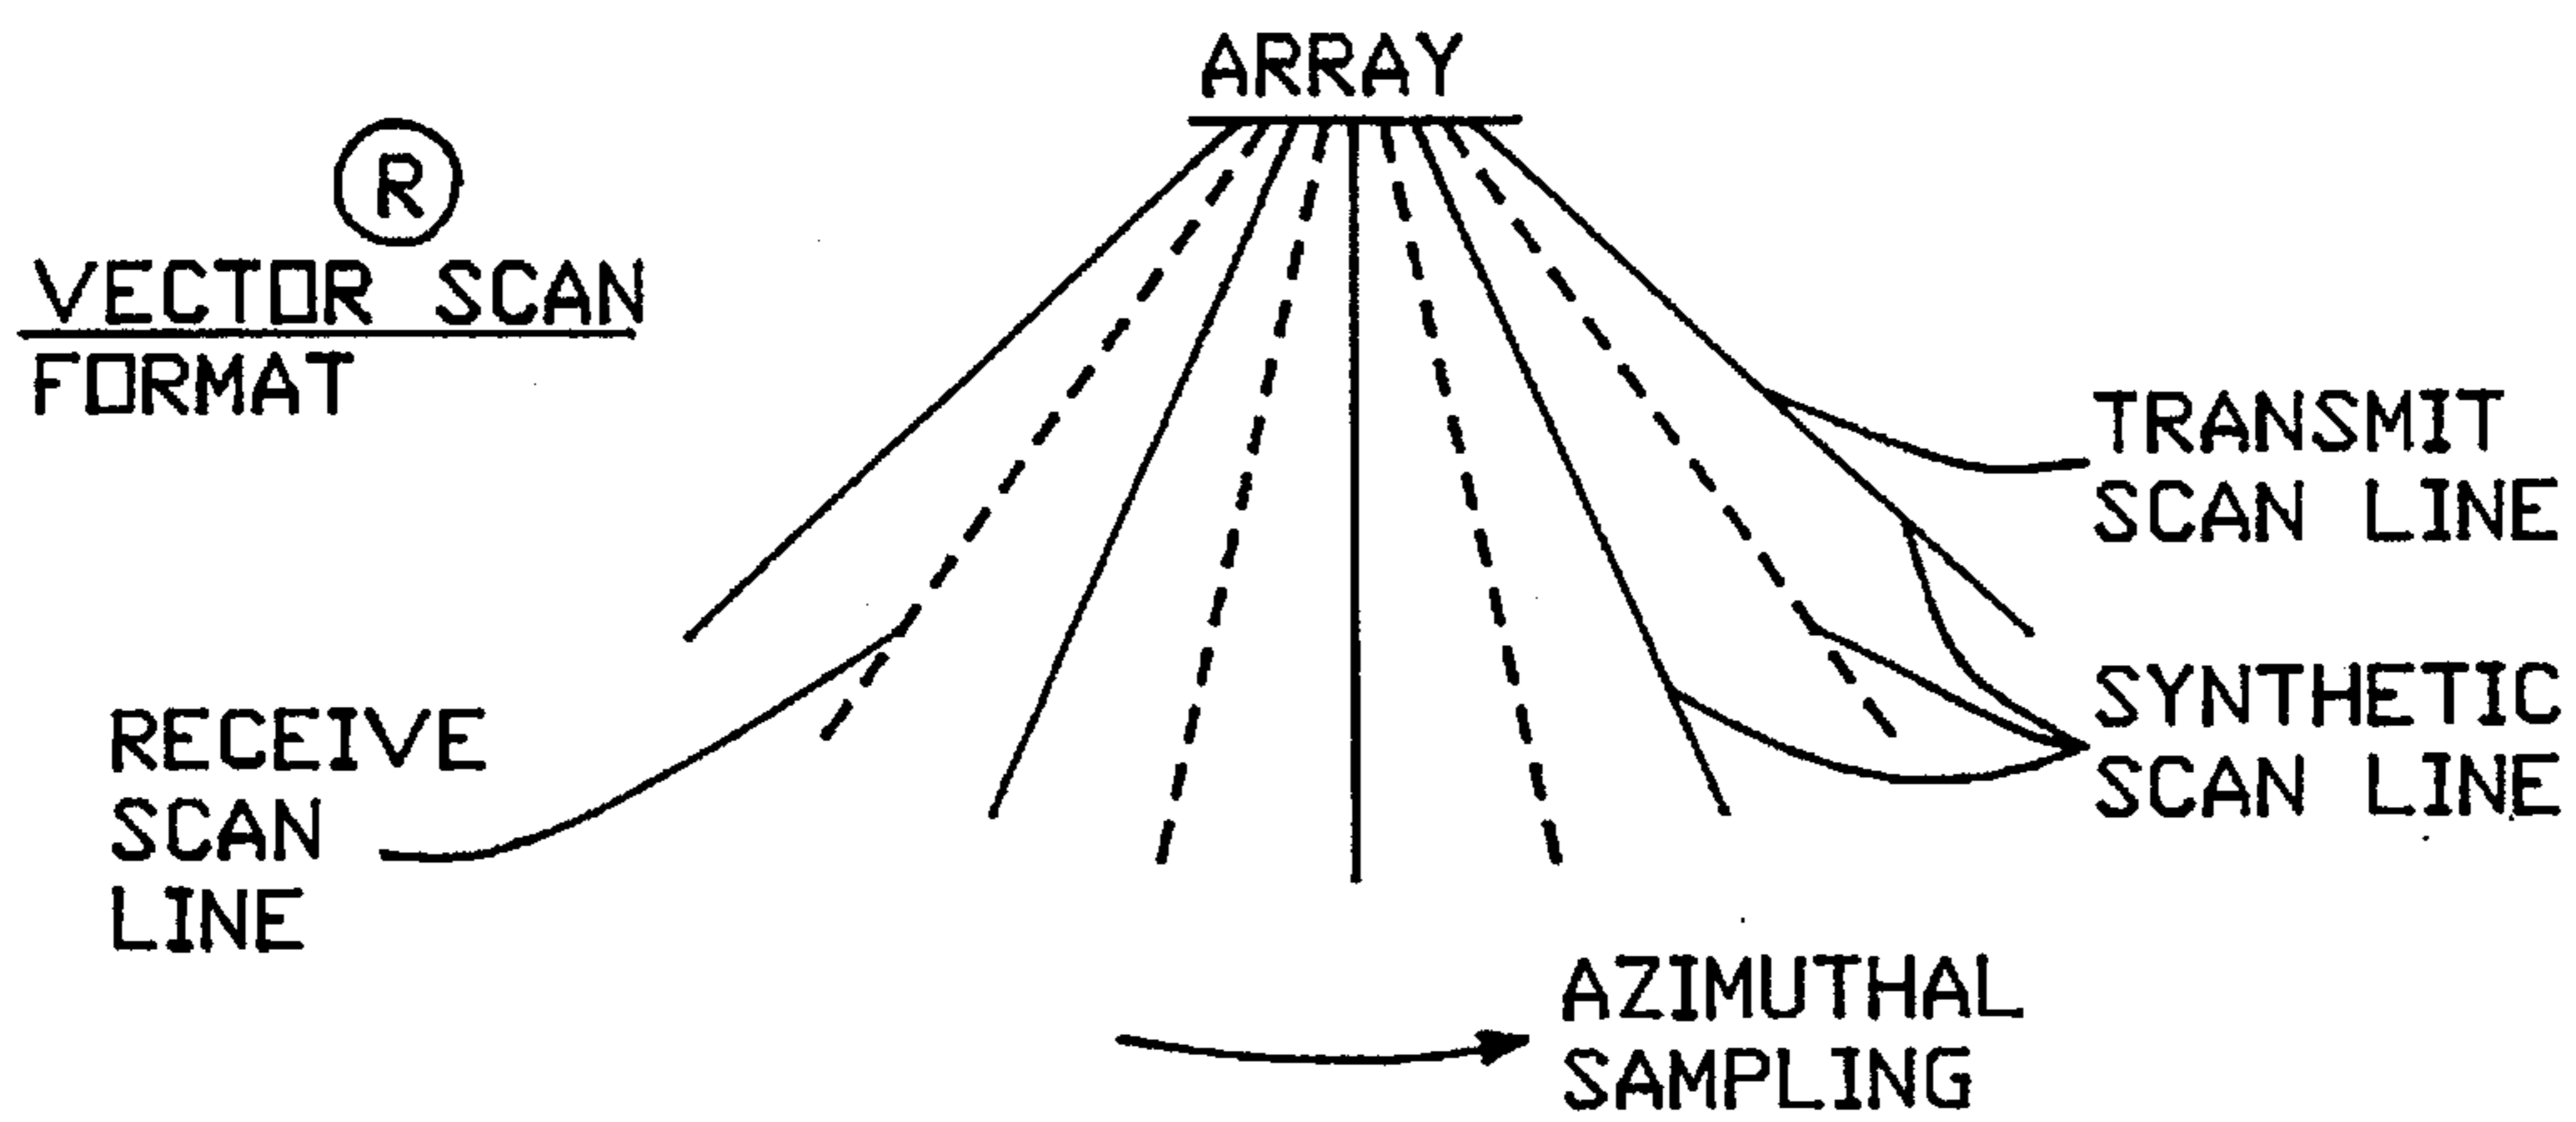 ARRAY
®
VECTOR SCAN
FORMAT
TRANSMIT
SCAN LINE
SYNTHETIC
SCAN LINE
RECEIVE
SCAN
LINE
AZIMUTHAL
SAMPLING